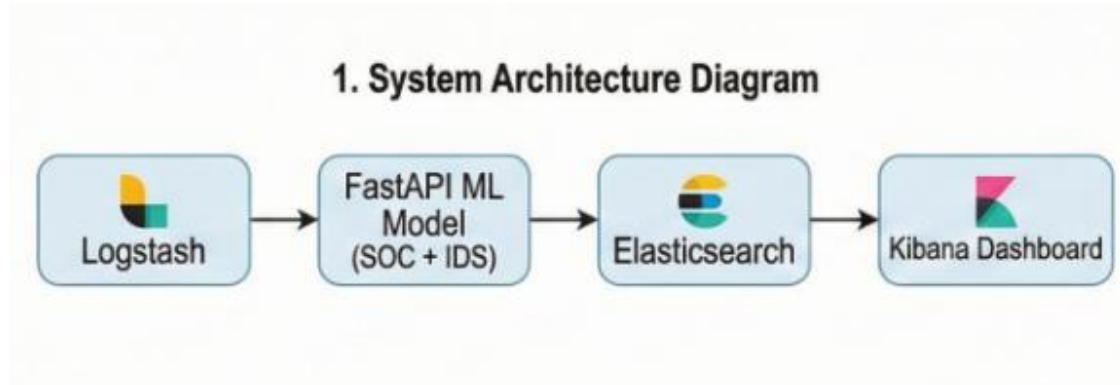 1. System Architecture Diagram
Logstash
FastAPI ML
Model
(SOC + IDS)
Elasticsearch
Kibana Dashboard